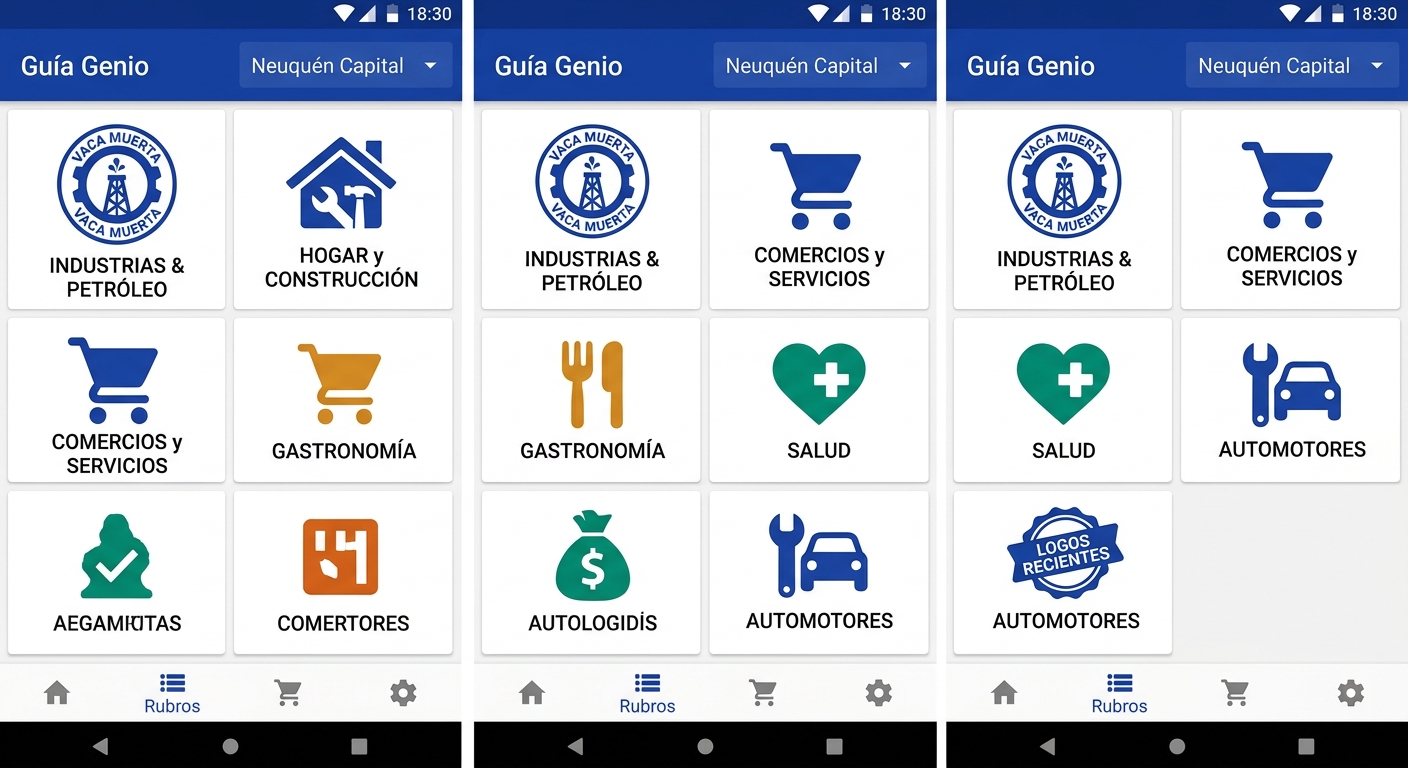 18:30
Guía Genio
Neuquén Capital
VACA MUERTA
VACA MUERTA
INDUSTRIAS &
PETRÓLEO
HOGAR y
CONSTRUCCIÓN
COMERCIOS y
SERVICIOS
GASTRONOMÍA
COMERTORES
Rubros
18:30
Guía Genio
Neuquén Capital
VACA MUERTA
VACA MUERTA
INDUSTRIAS &
PETRÓLEO
COMERCIOS y
SERVICIOS
GASTRONOMÍA
SALUD
$
AUTOLOGIDÍS
AUTOMOTORES
Rubros
18:30
Guía Genio
Neuquén Capital
VACA MUERTA
VACA MUERTA
INDUSTRIAS &
PETRÓLEO
COMERCIOS y
SERVICIOS
SALUD
AUTOMOTORES
LOGOS
RECIENTES
AUTOMOTORES
Rubros